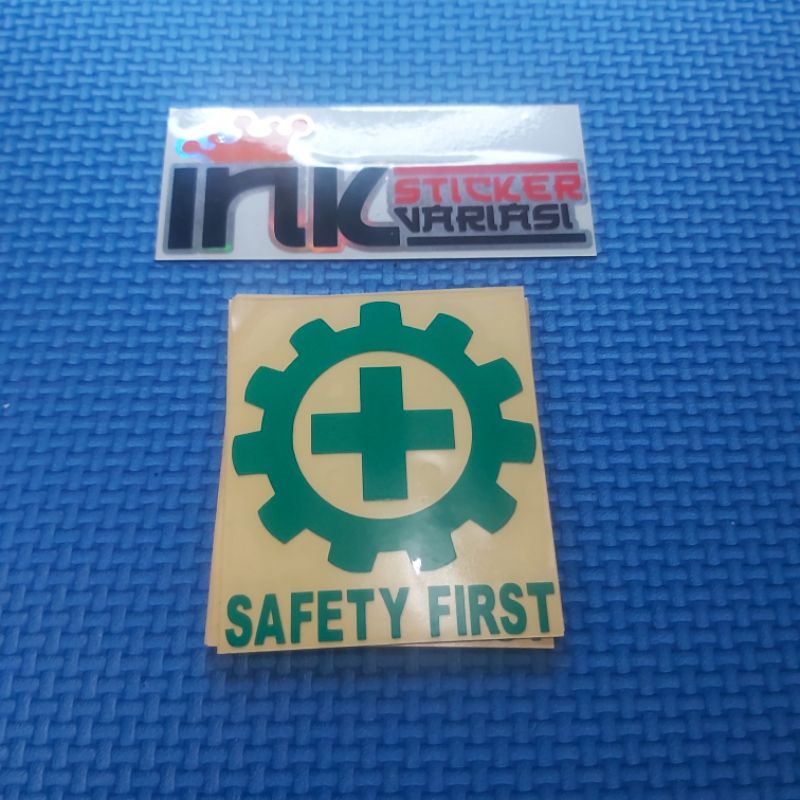 ink
STICKER
VARIASI
SAFETY FIRST